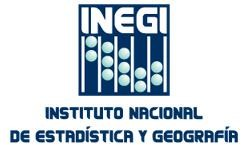 INEGI
INSTITUTO NACIONAL
DE ESTADÍSTICA Y GEOGRAFÍA